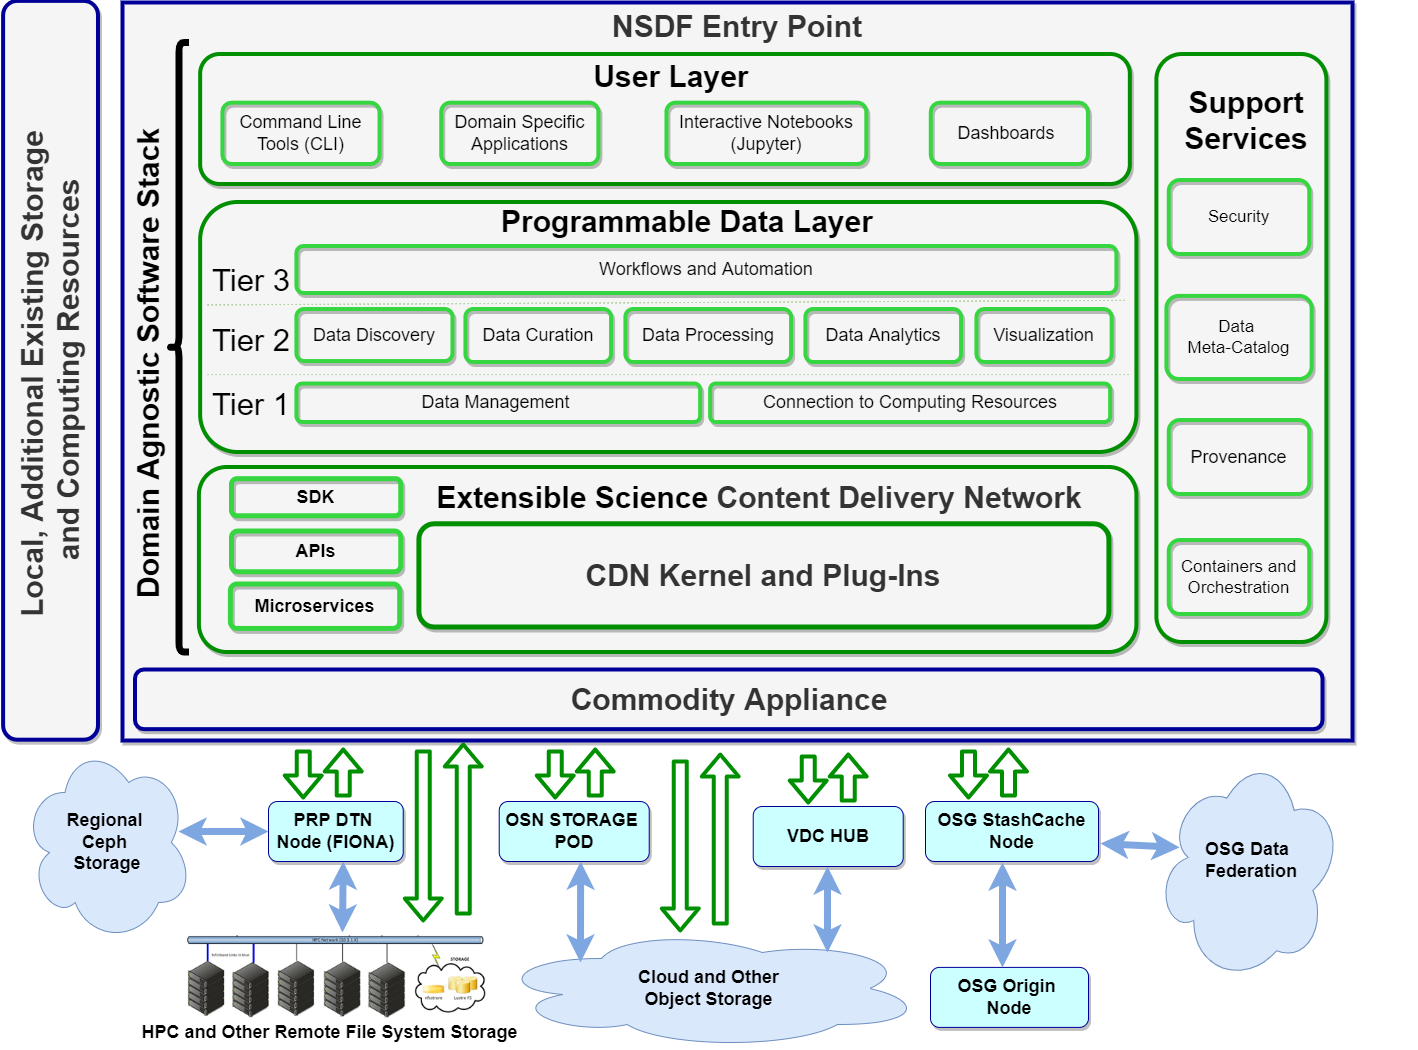 Local, Additional Existing Storage
and Computing Resources
NSDF Entry Point
Domain Agnostic Software Stack
User Layer
Command Line
Tools (CLI)
Domain Specific
Applications
Interactive Notebooks
(Jupyter)
Dashboards
Programmable Data Layer
Tier 3
Workflows and Automation
Tier 2
Data Discovery
Data Curation
Data Processing
Data Analytics
Visualization
Tier 1
Data Management
Connection to Computing Resources
SDK
APIs
Microservices
Extensible Science Content Delivery Network
CDN Kernel and Plug-Ins
Support
Services
Security
Data
Meta-Catalog
Provenance
Containers and
Orchestration
Commodity Appliance
Regional
Ceph
Storage
PRP DTN
Node (FIONA)
OSN STORAGE
POD
VDC HUB
OSG StashCache
Node
OSG Data
Federation
STORAGE
Lustre FS
HPC and Other Remote File System Storage
Cloud and Other
Object Storage
OSG Origin
Node